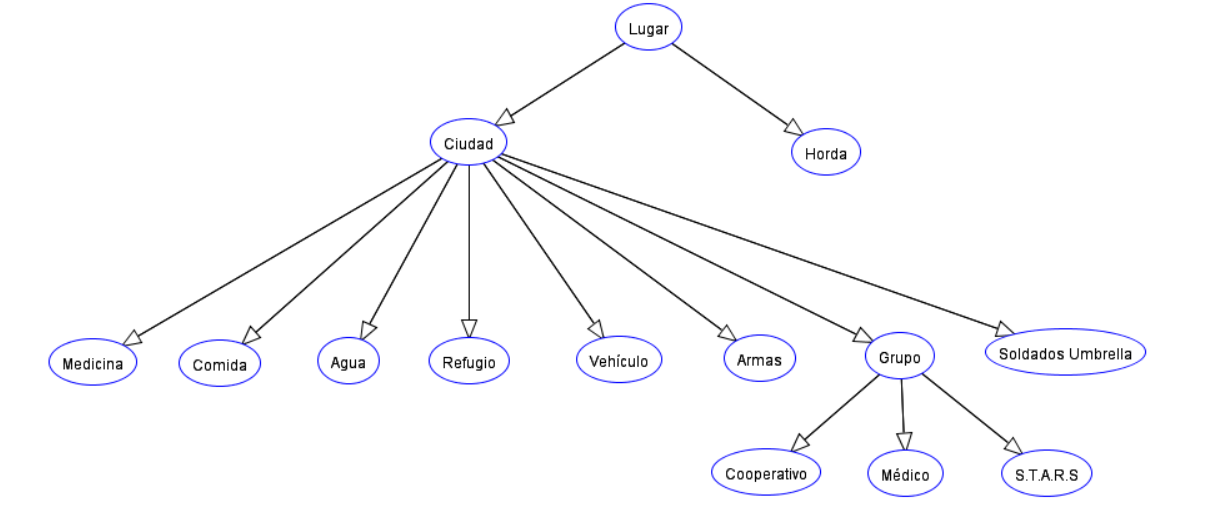 Lugar
Ciudad
Horda
Medicina
Comida
Agua
Refugio
Vehículo
Armas
Grupo
Soldados Umbrella
Cooperativo
Médico
S.T.A.R.S